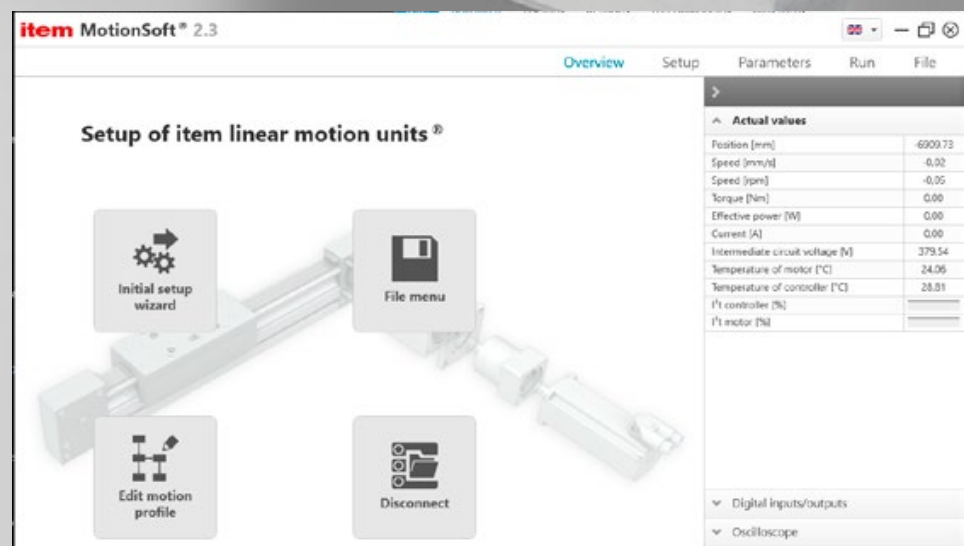 item MotionSoft® 2.3
Overview Setup Parameters Run File
Setup of item linear motion units®
Initial setup
wizard
File menu
Edit motion
profile
Disconnect
Actual values
Position [mm] -6909.73
Speed [mm/s] -0,02
Speed [rpm] -0,05
Torque [Nm] 0,00
Effective power [W] 0,00
Current [A] 0,00
Intermediate circuit voltage [V] 379.54
Temperature of motor [°C] 24.06
Temperature of controller [°C] 28.81
I²t controller [%]
I²t motor [%]
Digital inputs/outputs
Oscilloscope